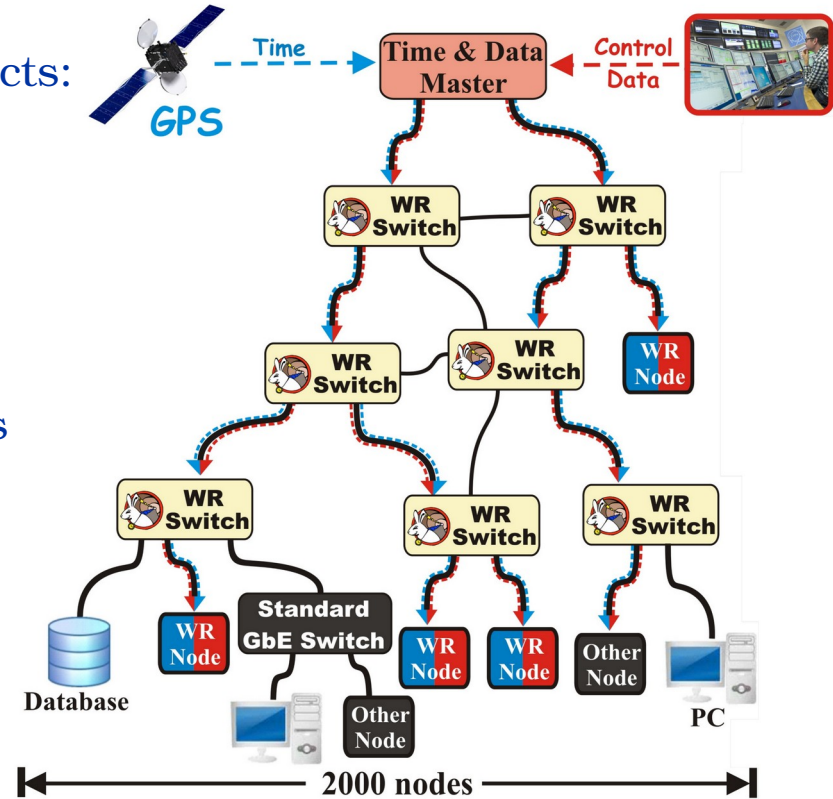 cts:
GPS
Time
Time & Data
Master
Control
Data
WR
Switch
WR
Switch
WR
Switch
WR
Switch
WR
Node
s
WR
Switch
WR
Switch
WR
Switch
Database
WR
Node
Standard
GbE Switch
Other
Node
WR
Node
WR
Node
Other
Node
PC
2000 nodes